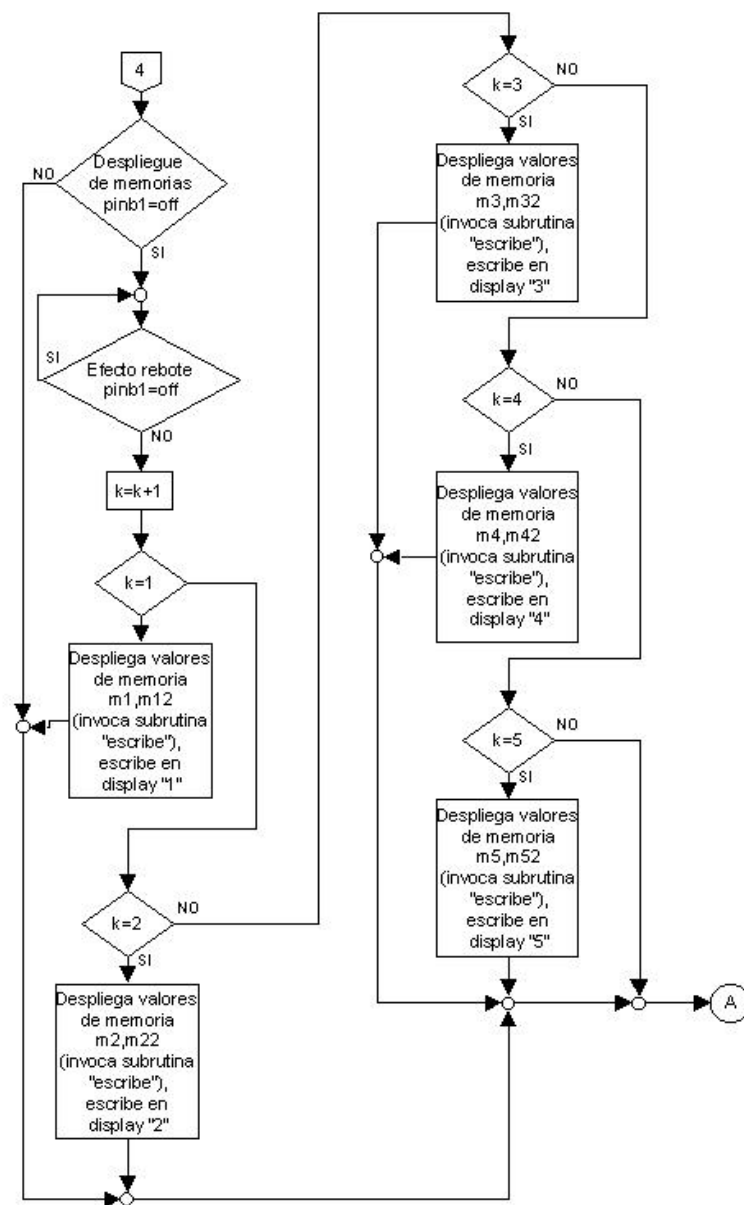 4
Despliegue
de memorias
pinb1=off
NO
SI
Efecto rebote
pinb1=off
SI
NO
k=k+1
k=1
Despliega valores
de memoria
m1,m12
(invoca subrutina
"escribe"),
escribe en
display "1"
k=2
NO
SI
Despliega valores
de memoria
m2,m22
(invoca subrutina
"escribe"),
escribe en
display "2"
k=3
NO
SI
Despliega valores
de memoria
m3,m32
(invoca subrutina
"escribe"),
escribe en
display "3"
k=4
NO
SI
Despliega valores
de memoria
m4,m42
(invoca subrutina
"escribe"),
escribe en
display "4"
k=5
NO
SI
Despliega valores
de memoria
m5,m52
(invoca subrutina
"escribe"),
escribe en
display "5"
A